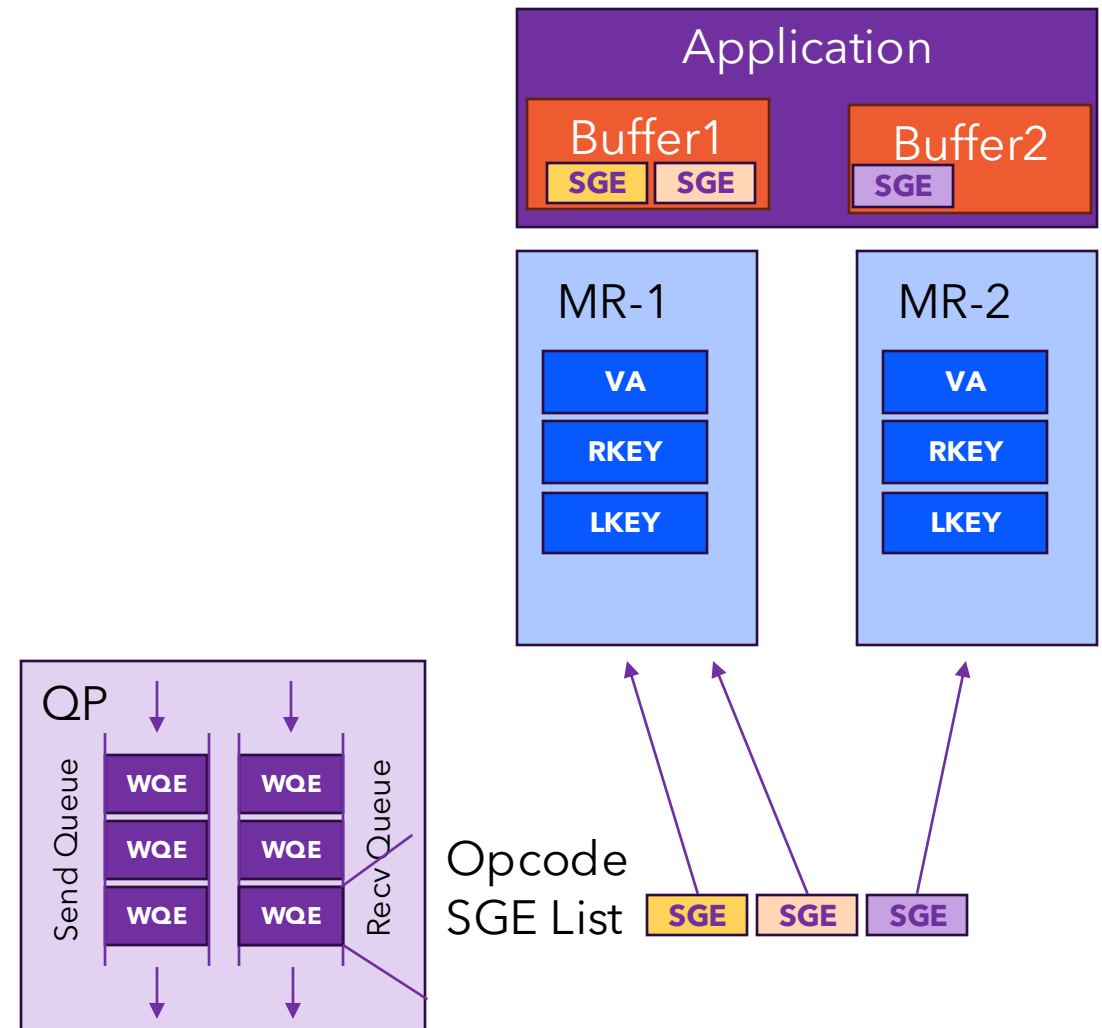 Application
Buffer1
Buffer2
SGE SGE
SGE
MR-1
MR-2
VA
VA
RKEY
RKEY
LKEY
LKEY
QP
Send Queue
WQE WQE
WQE WQE
WQE WQE
Recv Queue
Opcode
SGE List
SGE SGE SGE